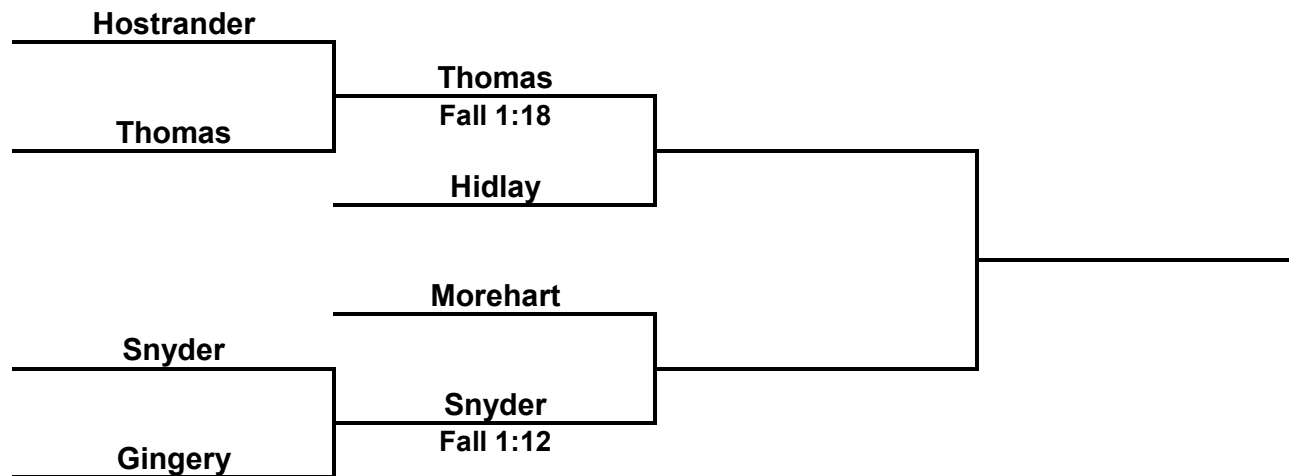 Hostrander
Thomas
Fall 1:18
Thomas
Hidlay
Morehart
Snyder
Snyder
Fall 1:12
Gingery